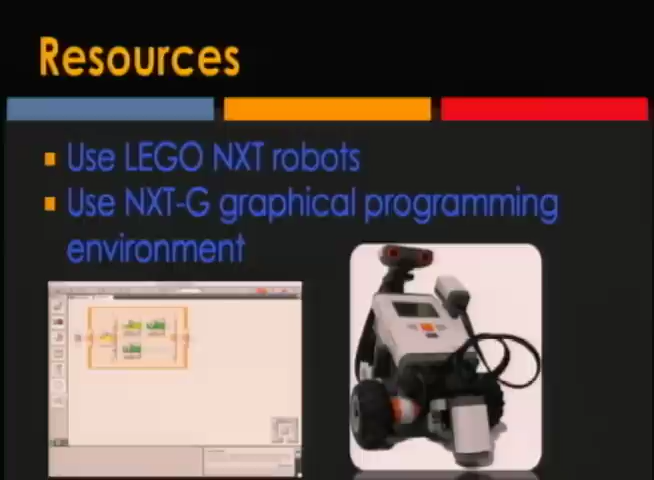 Resources
Use LEGO NXT robots
Use NXT-G graphical programming
environment